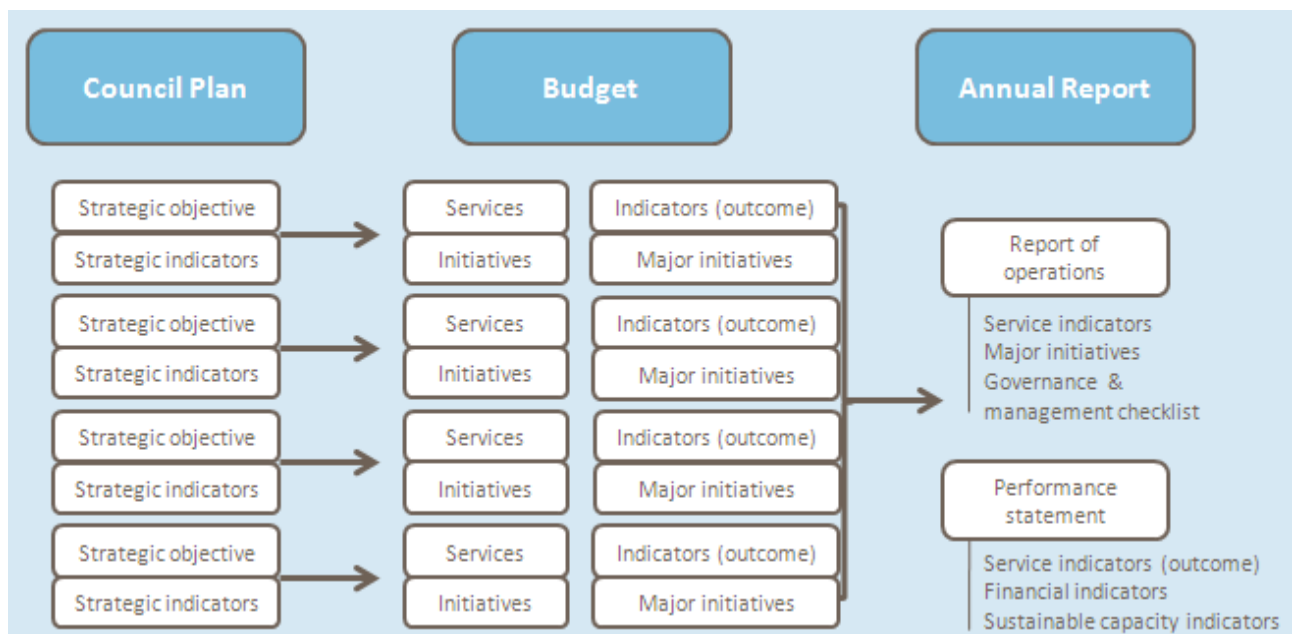 Council Plan
Budget
Annual Report
Strategic objective
Strategic indicators
Services
Initiatives
Indicators (outcome)
Major initiatives
Strategic objective
Strategic indicators
Services
Initiatives
Indicators (outcome)
Major initiatives
Strategic objective
Strategic indicators
Services
Initiatives
Indicators (outcome)
Major initiatives
Strategic objective
Strategic indicators
Services
Initiatives
Indicators (outcome)
Major initiatives
Report of
operations
Service indicators
Major initiatives
Governance &
management checklist
Performance
statement
Service indicators (outcome)
Financial indicators
Sustainable capacity indicators